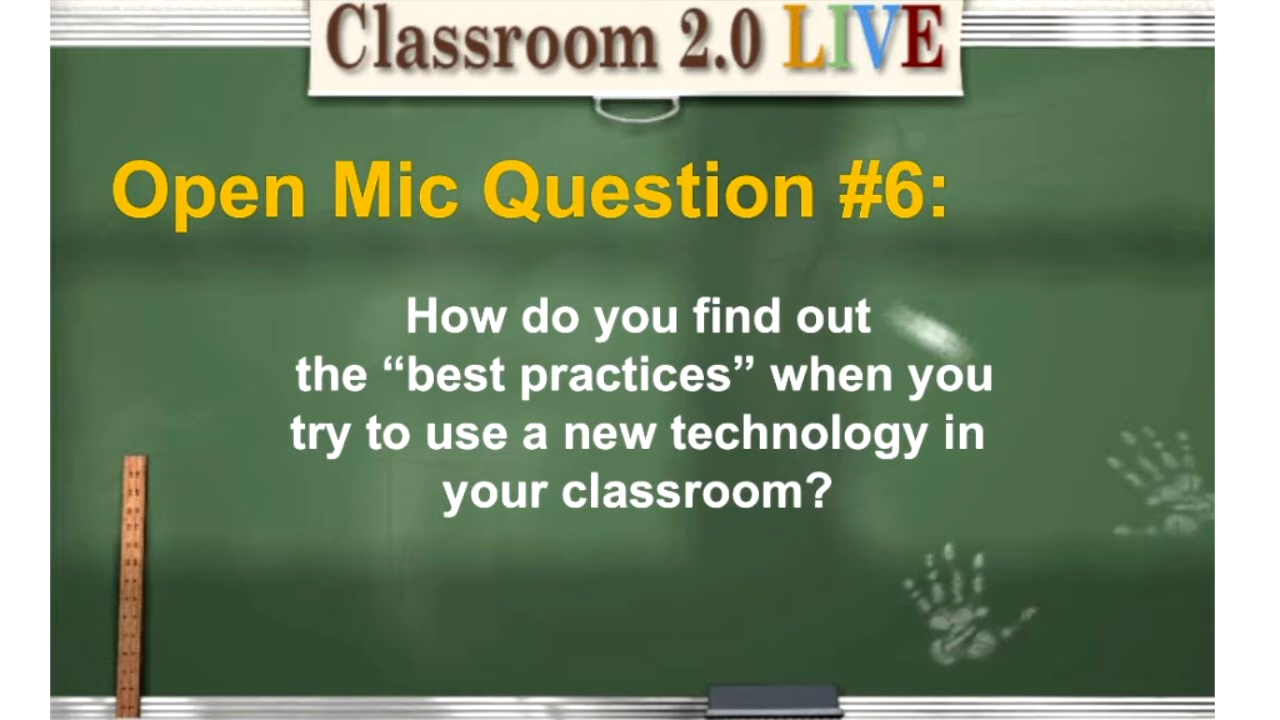 Classroom 2.0 LIVE
Open Mic Question #6:
How do you find out
the “best practices” when you
try to use a new technology in
your classroom?